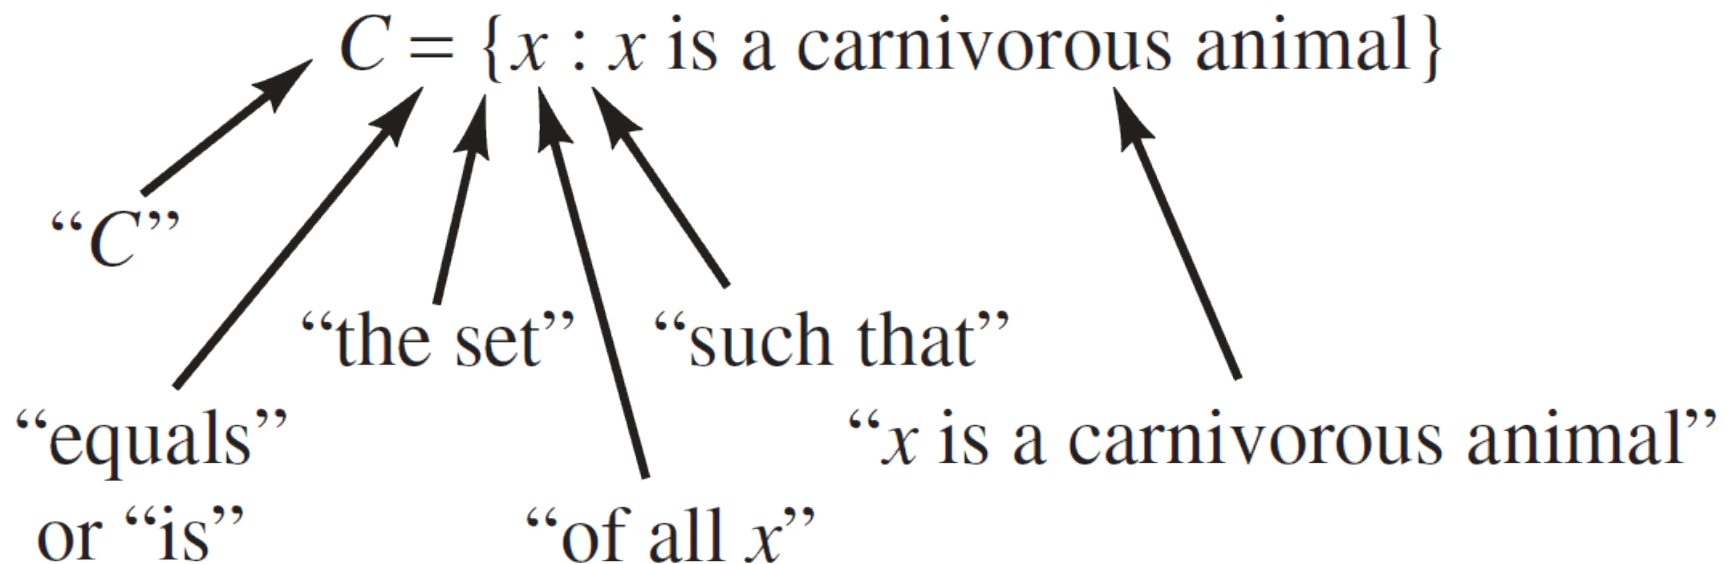 C = {x : x is a carnivorous animal}
“C”
“the set” “such that”
“equals” “x is a carnivorous animal”
or “is” “of all x”